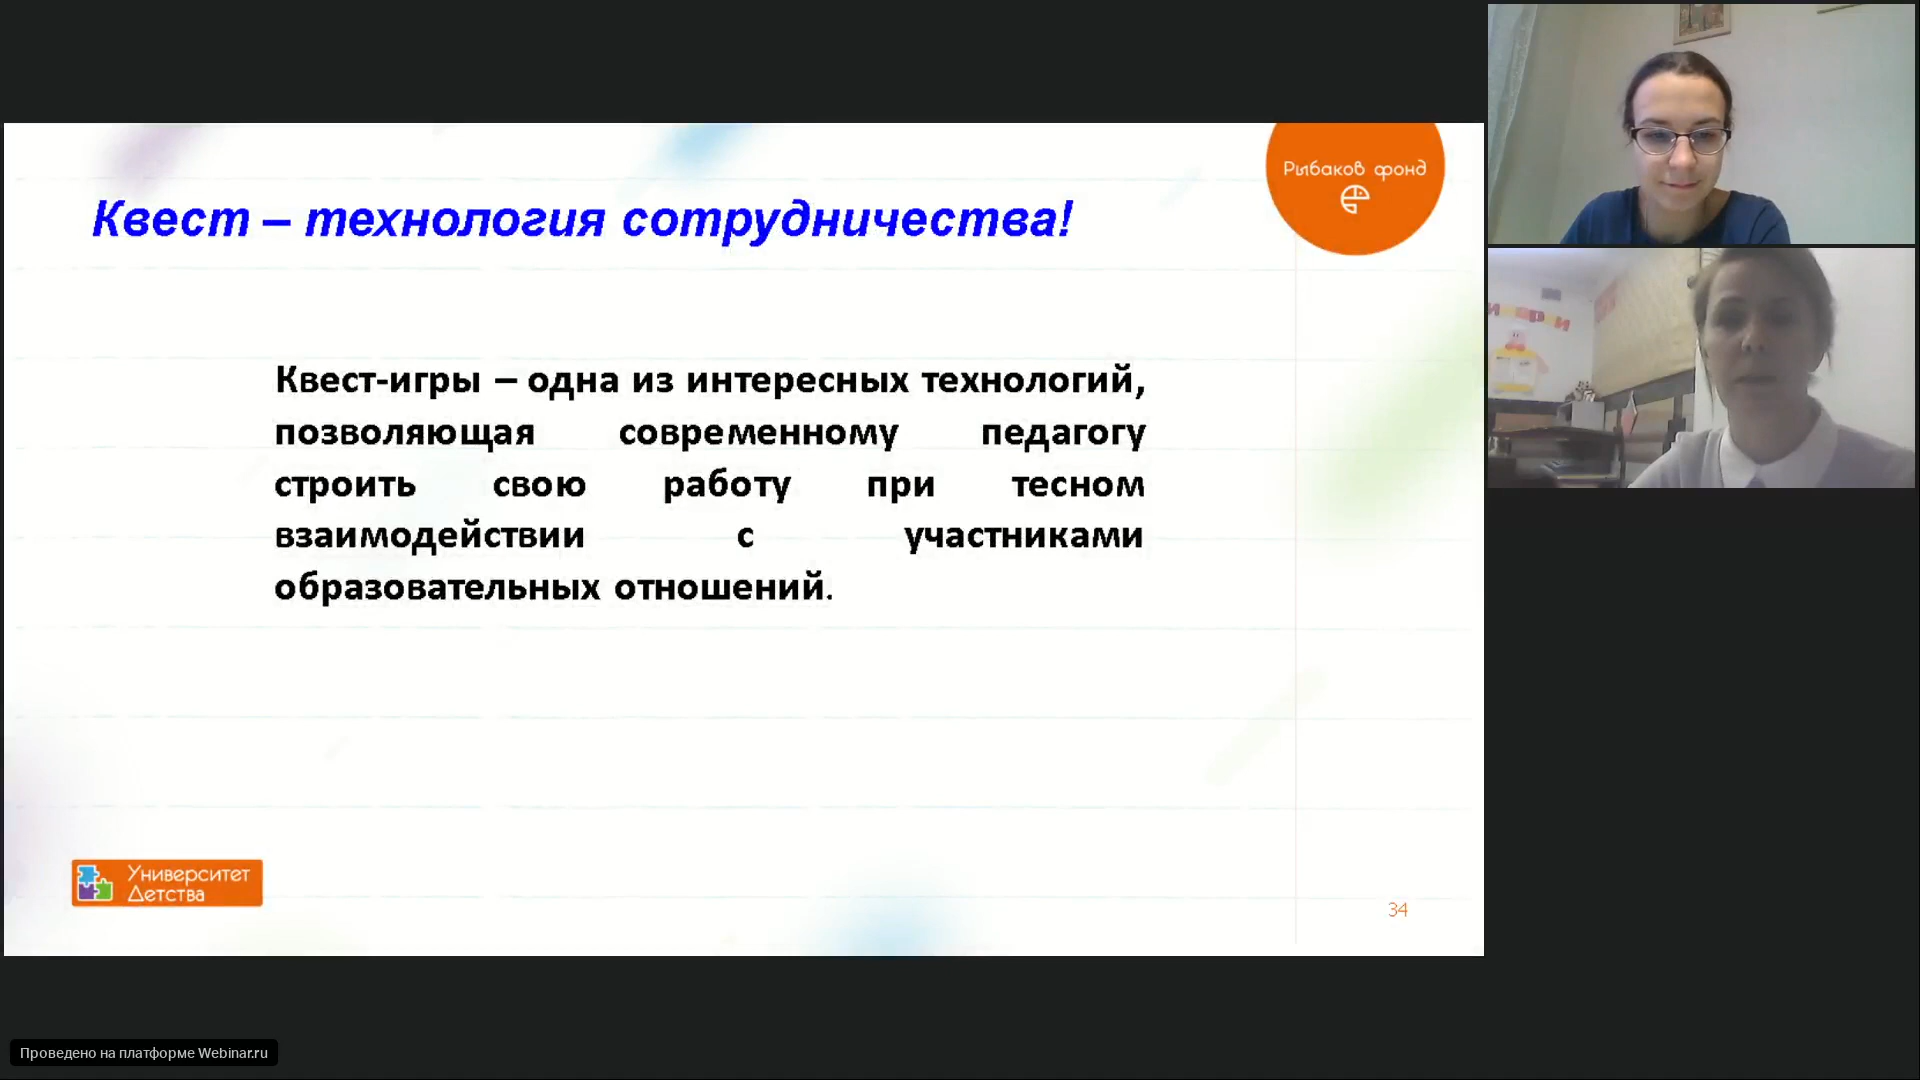 Рыбаков фонд
Квест – технология сотрудничества!
Квест-игры – одна из интересных технологий,
позволяющая современному педагогу
строить свою работу при тесном
взаимодействии с участниками
образовательных отношений.
Университет
Детства
34
Проведено на платформе Webinar.ru